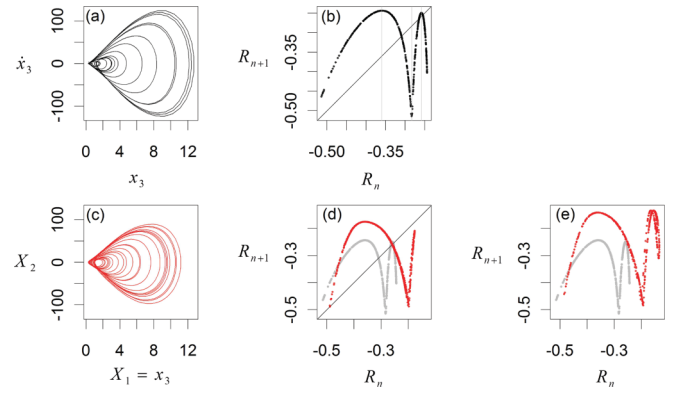 (a)
100
0
-100
ẋ₃
0 4 8 12
x₃
(b)
-0.35
-0.50
Rₙ₊₁
-0.50 -0.35
Rₙ
(c)
100
0
-100
X₂
0 4 8 12
X₁ = x₃
(d)
-0.3
-0.5
Rₙ₊₁
-0.5 -0.3
Rₙ
(e)
-0.3
-0.5
Rₙ₊₁
-0.5 -0.3
Rₙ